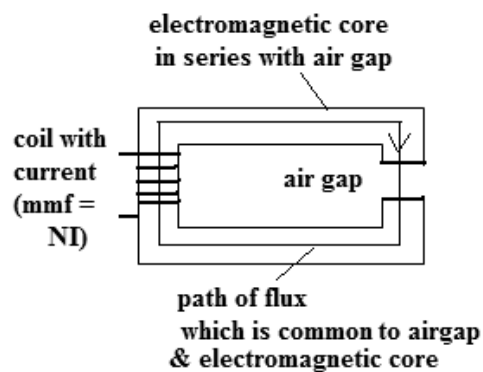 electromagnetic core
in series with air gap
coil with
current
(mmf =
NI)
air gap
path of flux
which is common to airgap
& electromagnetic core